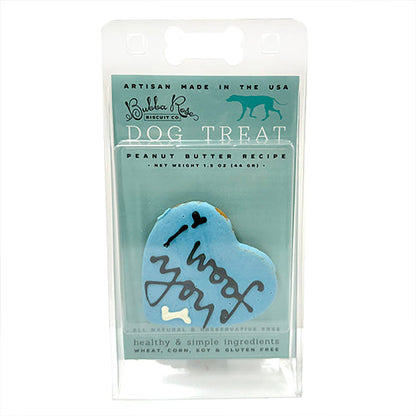 ARTISAN MADE IN THE USA
Bubba Rose
BISCUIT CO.
DOG TREAT
PEANUT BUTTER RECIPE
• NET WEIGHT 1.5 OZ (44 GR) •
i woof
you
ALL NATURAL & PRESERVATIVE FREE
healthy & simple ingredients
WHEAT, CORN, SOY & GLUTEN FREE